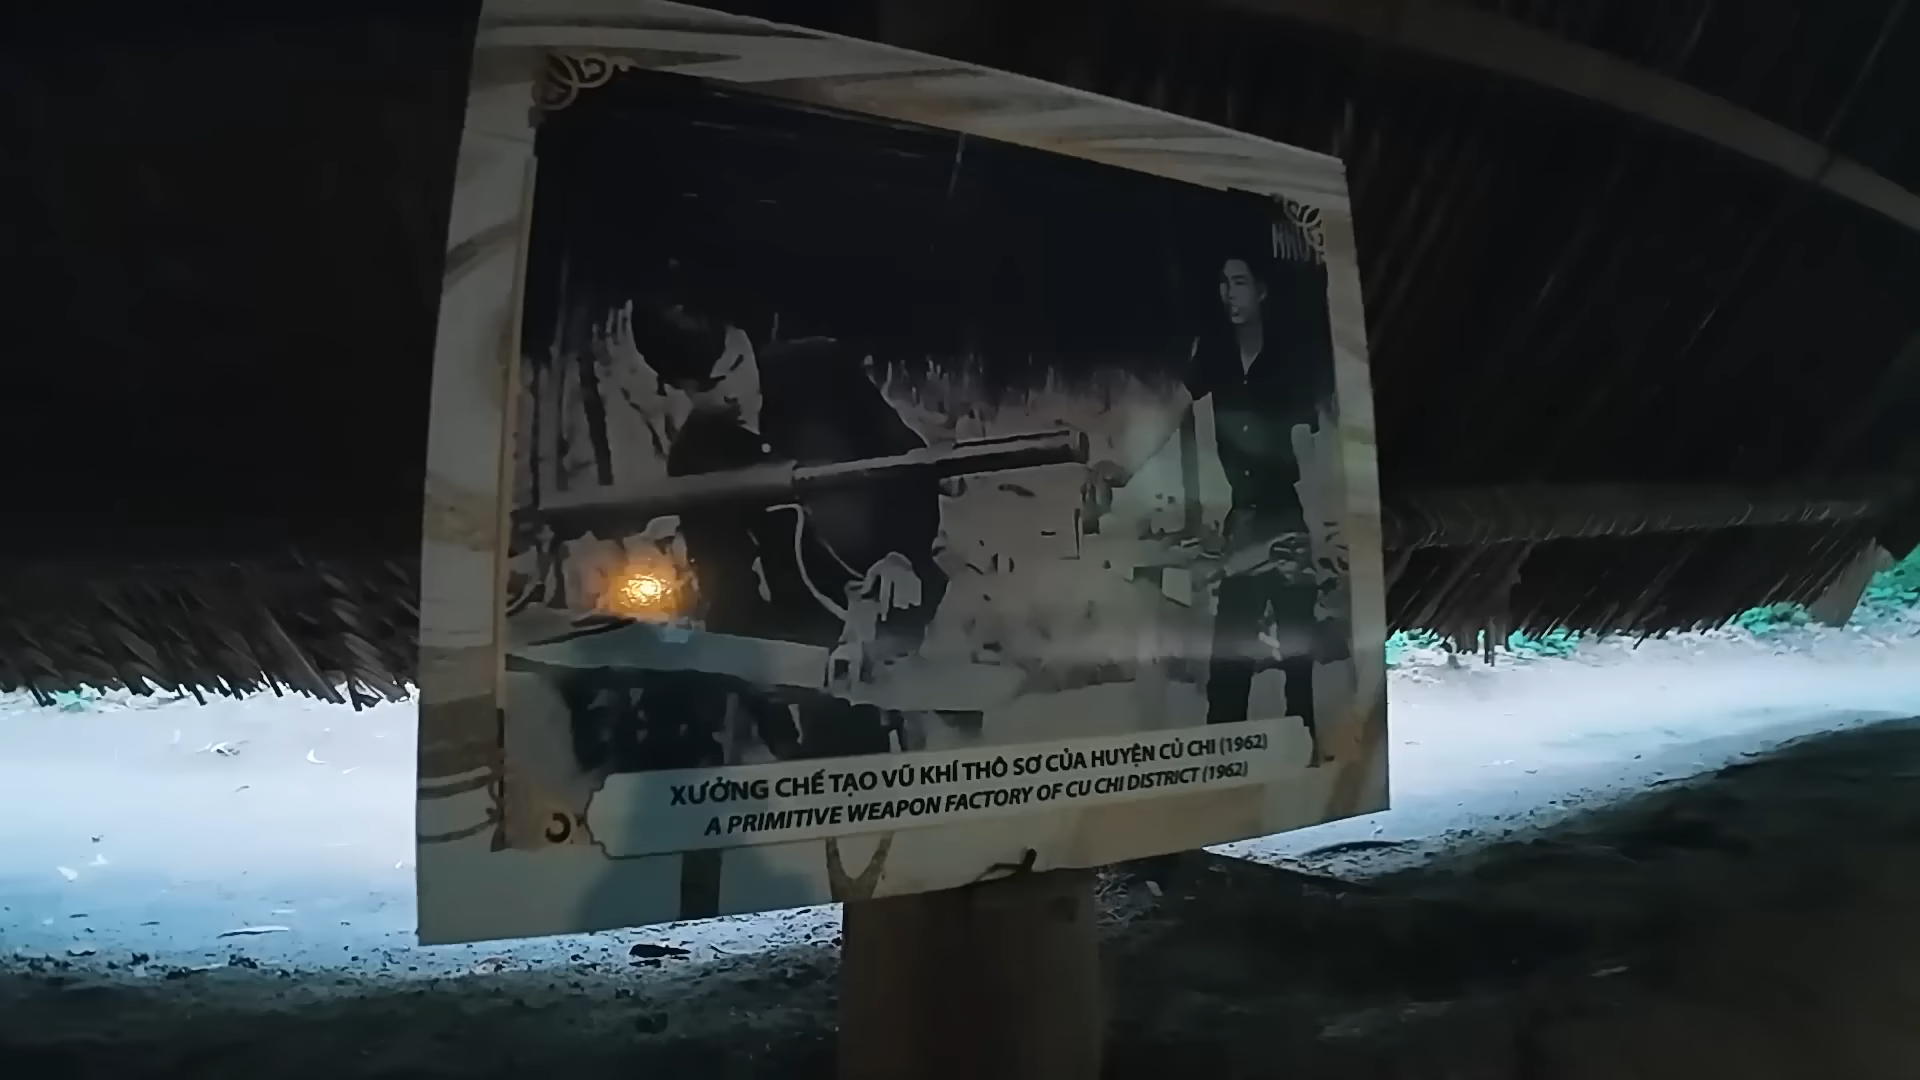 XƯỞNG CHẾ TẠO VŨ KHÍ THÔ SƠ CỦA HUYỆN CỦ CHI (1962)
A PRIMITIVE WEAPON FACTORY OF CU CHI DISTRICT (1962)